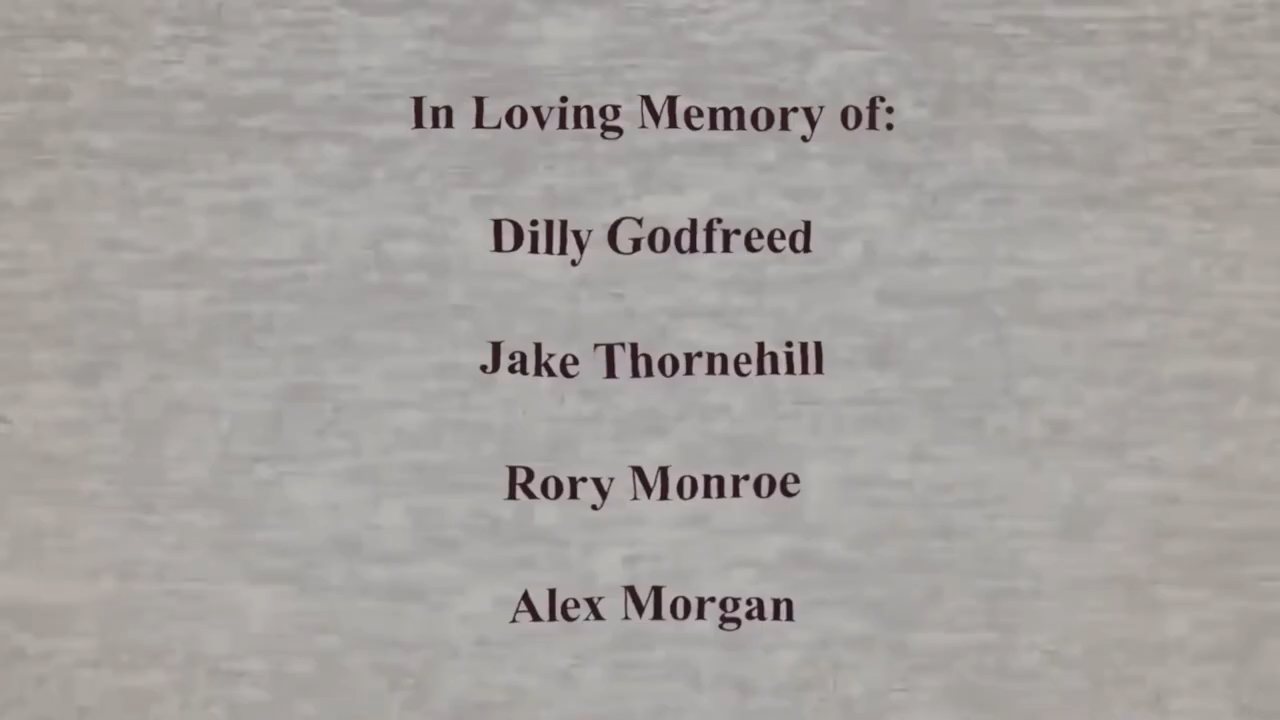 In Loving Memory of:
Dilly Godfreed
Jake Thornehill
Rory Monroe
Alex Morgan